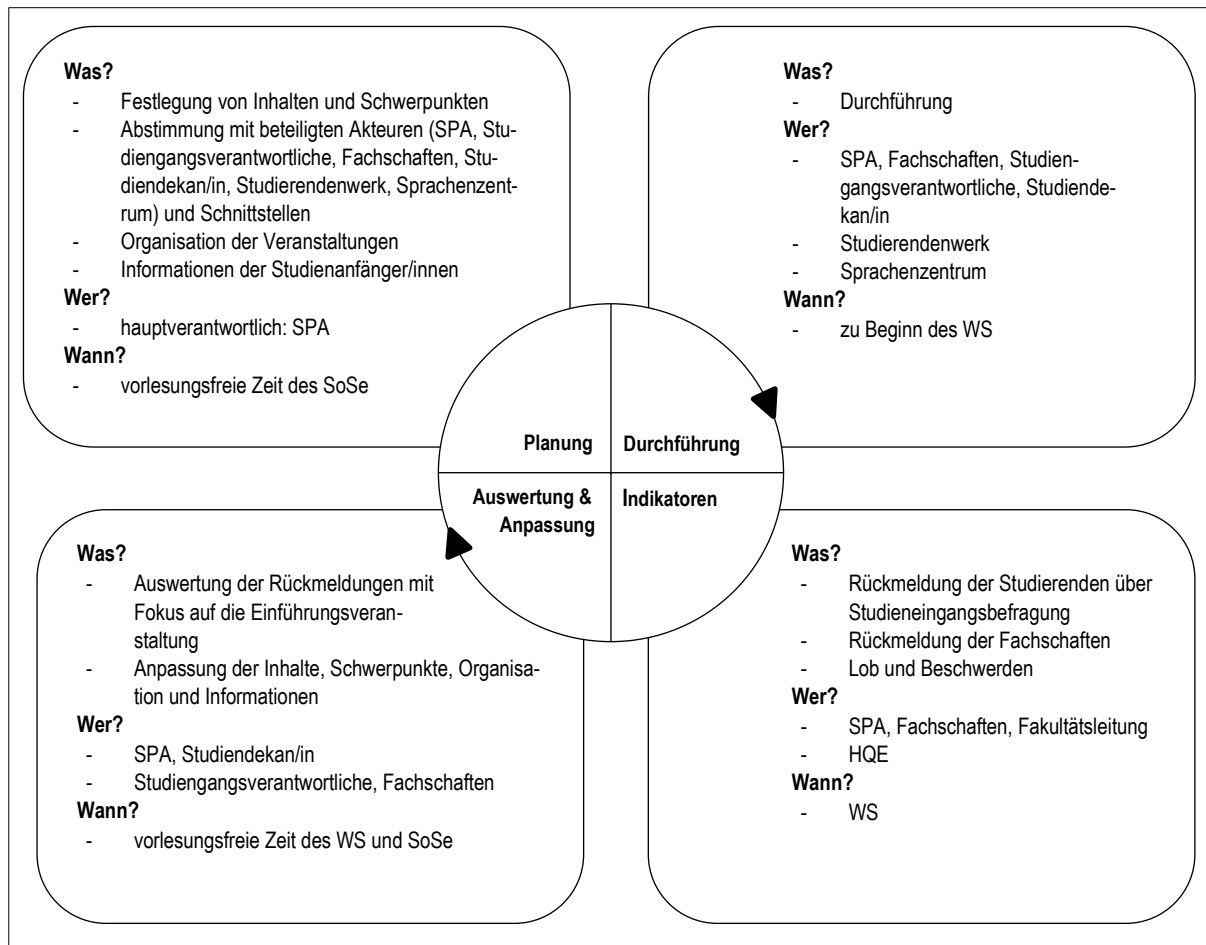 Was?
- Festlegung von Inhalten und Schwerpunkten
- Abstimmung mit beteiligten Akteuren (SPA, Stu-
diengangsverantwortliche, Fachschaften, Stu-
diendekan/in, Studierendenwerk, Sprachenzent-
rum) und Schnittstellen
- Organisation der Veranstaltungen
- Informationen der Studienanfänger/innen
Wer?
- hauptverantwortlich: SPA
Wann?
- vorlesungsfreie Zeit des SoSe
Was?
- Durchführung
Wer?
- SPA, Fachschaften, Studien-
gangsverantwortliche, Studiende-
kan/in
- Studierendenwerk
- Sprachenzentrum
Wann?
- zu Beginn des WS
Planung
Durchführung
Auswertung &
Anpassung
Indikatoren
Was?
- Auswertung der Rückmeldungen mit
Fokus auf die Einführungsveran-
staltung
- Anpassung der Inhalte, Schwerpunkte, Organisa-
tion und Informationen
Wer?
- SPA, Studiendekan/in
- Studiengangsverantwortliche, Fachschaften
Wann?
- vorlesungsfreie Zeit des WS und SoSe
Was?
- Rückmeldung der Studierenden über
Studieneingangsbefragung
- Rückmeldung der Fachschaften
- Lob und Beschwerden
Wer?
- SPA, Fachschaften, Fakultätsleitung
- HQE
Wann?
- WS